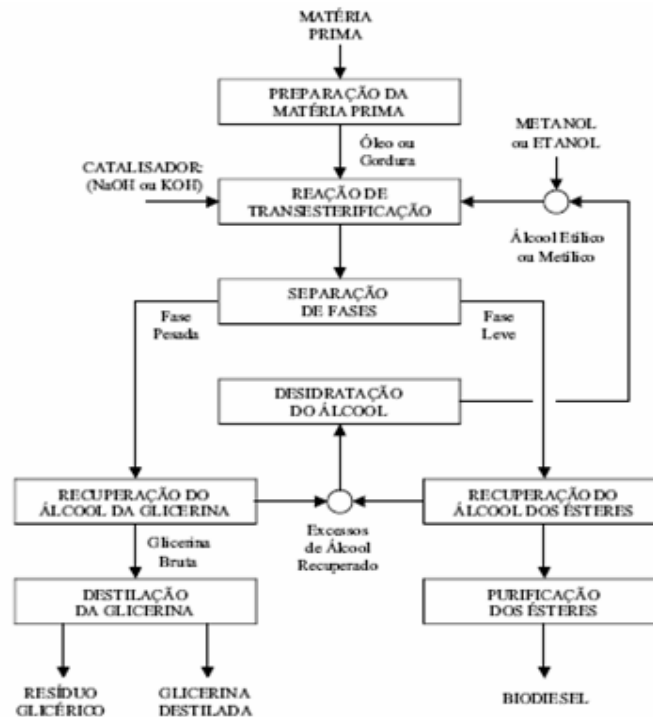 MATÉRIA
PRIMA
PREPARAÇÃO DA
MATÉRIA PRIMA
METANOL
ou ETANOL
Óleo ou
Gordura
CATALISADOR:
(NaOH ou KOH)
REAÇÃO DE
TRANSESTERIFICAÇÃO
Álcool Etílico
ou Metílico
SEPARAÇÃO
DE FASES
Fase
Pesada
Fase
Leve
DESIDRATAÇÃO
DO ÁLCOOL
RECUPERAÇÃO DO
ÁLCOOL DA GLICERINA
RECUPERAÇÃO DO
ÁLCOOL DOS ÉSTERES
Excessos
de Álcool
Recuperado
Glicerina
Bruta
DESTILAÇÃO
DA GLICERINA
PURIFICAÇÃO
DOS ÉSTERES
RESÍDUO
GLICÉRICO
GLICERINA
DESTILADA
BIODIESEL